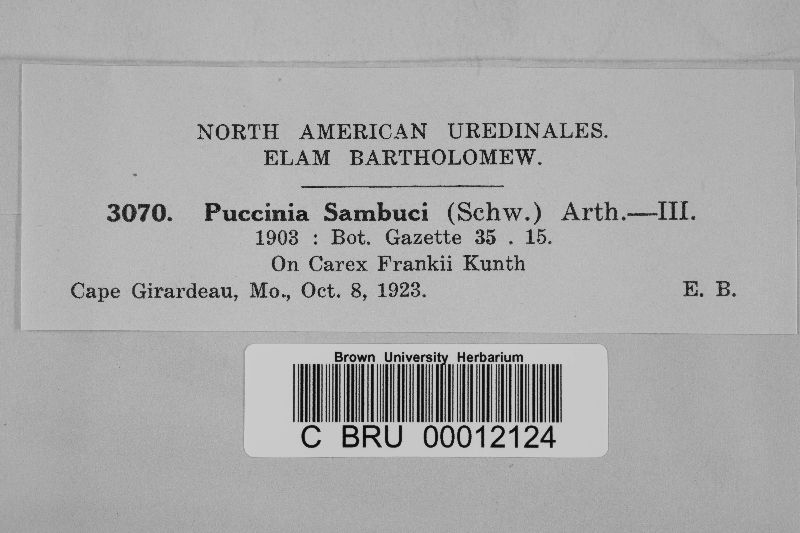 NORTH AMERICAN UREDINALES.
ELAM BARTHOLOMEW.
3070. Puccinia Sambuci (Schw.) Arth.—III.
1903 : Bot. Gazette 35 . 15.
On Carex Frankii Kunth
Cape Girardeau, Mo., Oct. 8, 1923. E. B.
Brown University Herbarium
C BRU 00012124